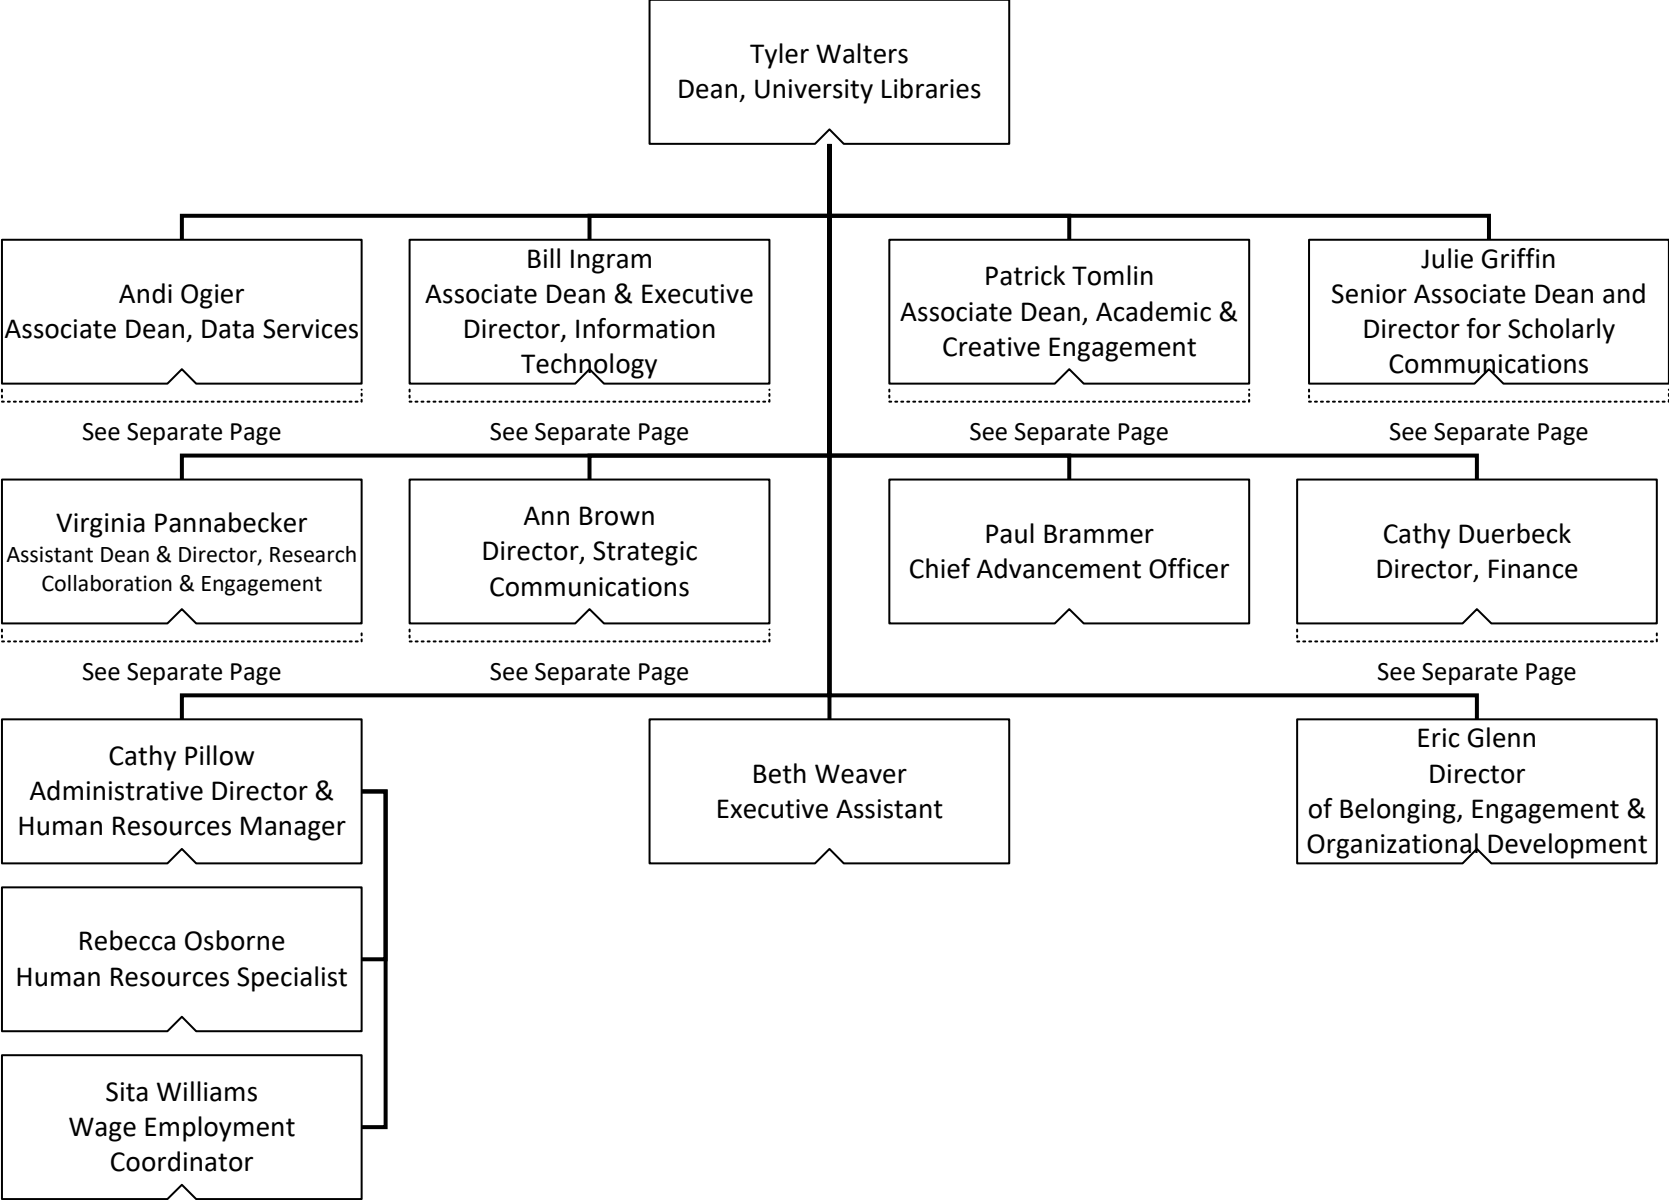 Tyler Walters
Dean, University Libraries
Andi Ogier
Associate Dean, Data Services
Bill Ingram
Associate Dean & Executive
Director, Information
Technology
Patrick Tomlin
Associate Dean, Academic &
Creative Engagement
Julie Griffin
Senior Associate Dean and
Director for Scholarly
Communications
See Separate Page
See Separate Page
See Separate Page
See Separate Page
Virginia Pannabecker
Assistant Dean & Director, Research
Collaboration & Engagement
Ann Brown
Director, Strategic
Communications
Paul Brammer
Chief Advancement Officer
Cathy Duerbeck
Director, Finance
See Separate Page
See Separate Page
See Separate Page
Cathy Pillow
Administrative Director &
Human Resources Manager
Beth Weaver
Executive Assistant
Eric Glenn
Director
of Belonging, Engagement &
Organizational Development
Rebecca Osborne
Human Resources Specialist
Sita Williams
Wage Employment
Coordinator